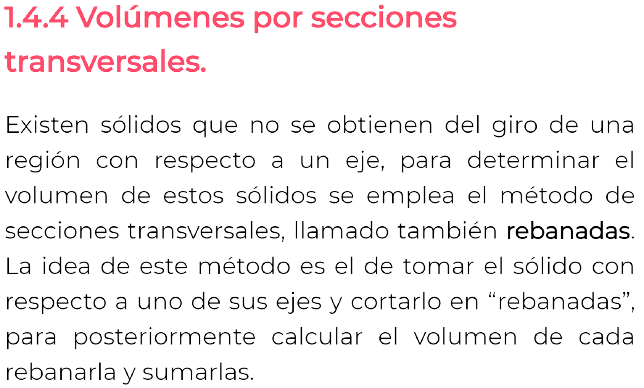 1.4.4 Volúmenes por secciones
transversales.
Existen sólidos que no se obtienen del giro de una
región con respecto a un eje, para determinar el
volumen de estos sólidos se emplea el método de
secciones transversales, llamado también rebanadas.
La idea de este método es el de tomar el sólido con
respecto a uno de sus ejes y cortarlo en “rebanadas”,
para posteriormente calcular el volumen de cada
rebanarla y sumarlas.